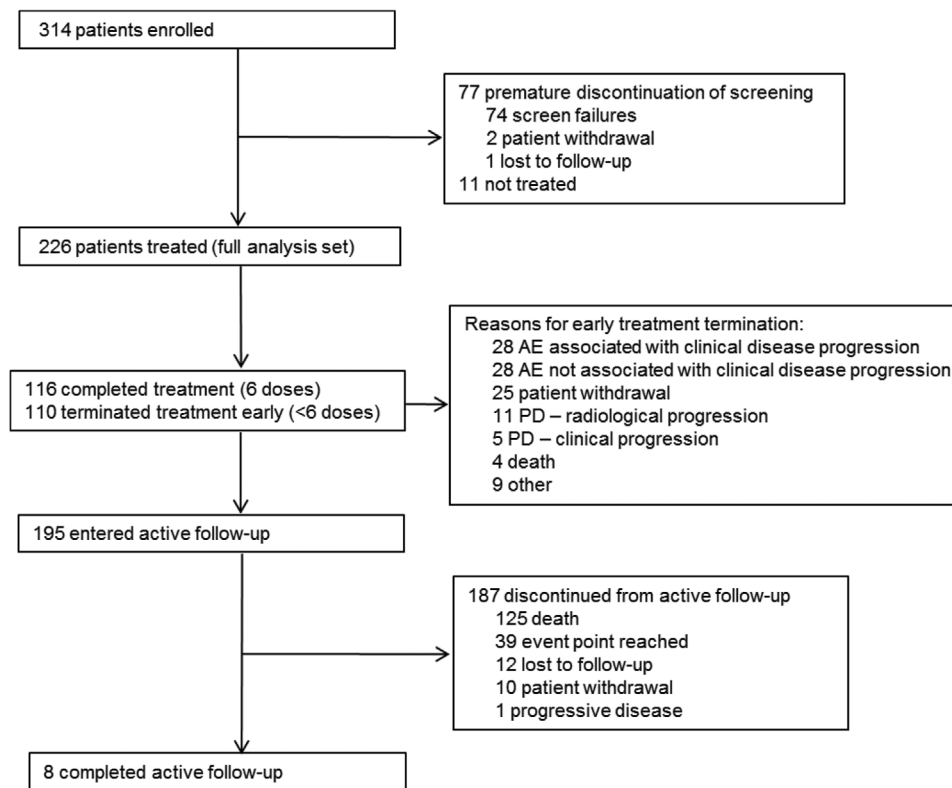 314 patients enrolled
77 premature discontinuation of screening
74 screen failures
2 patient withdrawal
1 lost to follow-up
11 not treated
226 patients treated (full analysis set)
Reasons for early treatment termination:
28 AE associated with clinical disease progression
28 AE not associated with clinical disease progression
25 patient withdrawal
11 PD – radiological progression
5 PD – clinical progression
4 death
9 other
116 completed treatment (6 doses)
110 terminated treatment early (<6 doses)
195 entered active follow-up
187 discontinued from active follow-up
125 death
39 event point reached
12 lost to follow-up
10 patient withdrawal
1 progressive disease
8 completed active follow-up